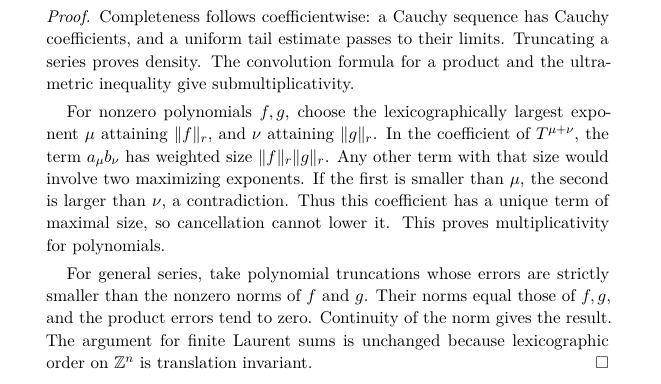 Proof. Completeness follows coefficientwise: a Cauchy sequence has Cauchy
coefficients, and a uniform tail estimate passes to their limits. Truncating a
series proves density. The convolution formula for a product and the ultra-
metric inequality give submultiplicativity.
For nonzero polynomials f, g, choose the lexicographically largest expo-
nent μ attaining ‖f‖ᵣ, and ν attaining ‖g‖ᵣ. In the coefficient of T^{μ+ν}, the
term a_μb_ν has weighted size ‖f‖ᵣ‖g‖ᵣ. Any other term with that size would
involve two maximizing exponents. If the first is smaller than μ, the second
is larger than ν, a contradiction. Thus this coefficient has a unique term of
maximal size, so cancellation cannot lower it. This proves multiplicativity
for polynomials.
For general series, take polynomial truncations whose errors are strictly
smaller than the nonzero norms of f and g. Their norms equal those of f, g,
and the product errors tend to zero. Continuity of the norm gives the result.
The argument for finite Laurent sums is unchanged because lexicographic
order on ℤⁿ is translation invariant. □